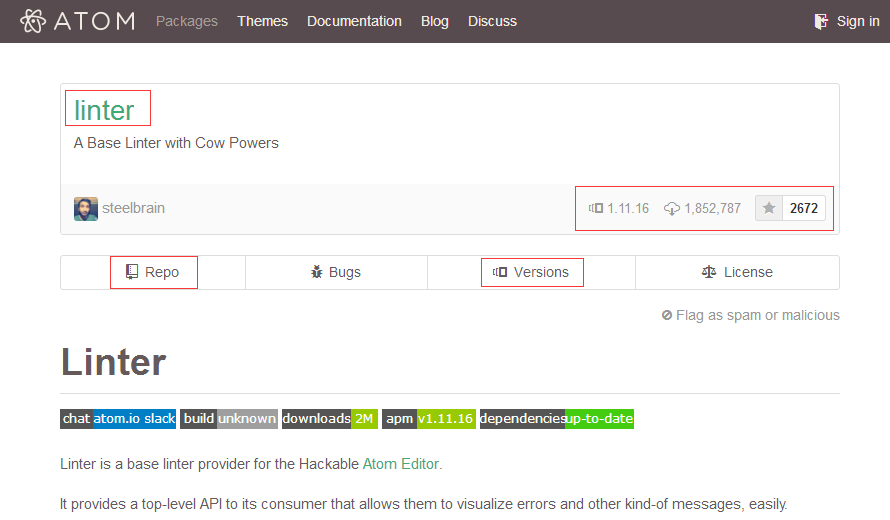 ATOM Packages Themes Documentation Blog Discuss Sign in
linter
A Base Linter with Cow Powers
steelbrain 1.11.16 1,852,787 2672
Repo Bugs Versions License
Flag as spam or malicious
Linter
chat atom.io slack build unknown downloads 2M apm v1.11.16 dependencies up-to-date
Linter is a base linter provider for the Hackable Atom Editor.
It provides a top-level API to its consumer that allows them to visualize errors and other kind-of messages, easily.